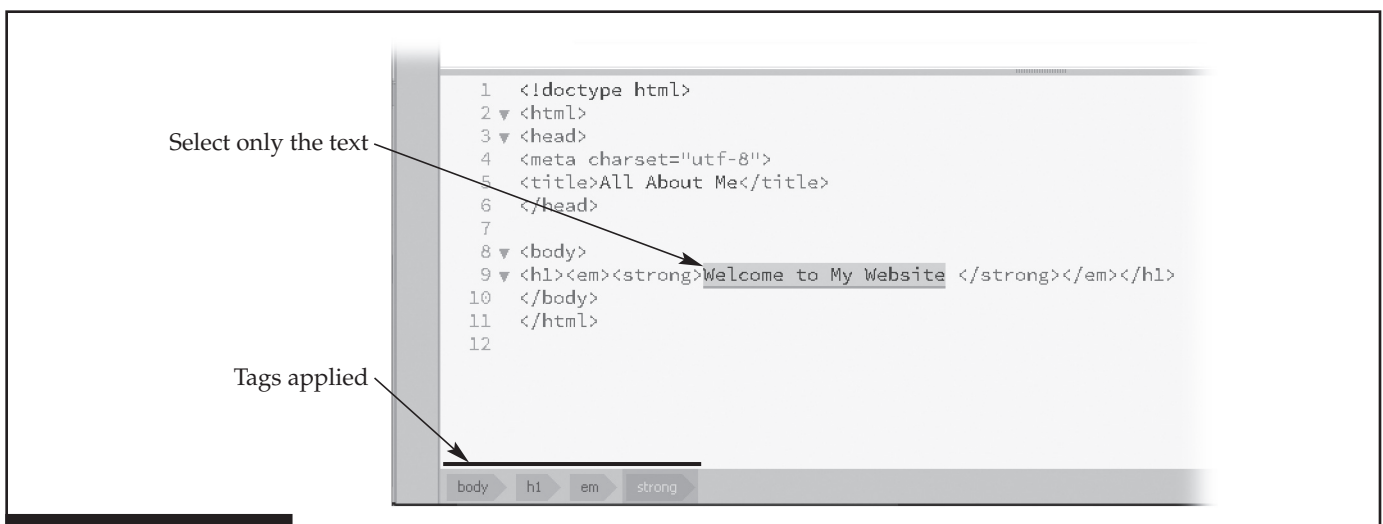 1 <!doctype html>
2 ▼ <html>
Select only the text
3 ▼ <head>
4 <meta charset="utf-8">
5 <title>All About Me</title>
6 </head>
7
8 ▼ <body>
9 ▼ <h1><em><strong>Welcome to My Website </strong></em></h1>
10 </body>
11 </html>
12
Tags applied
body h1 em strong